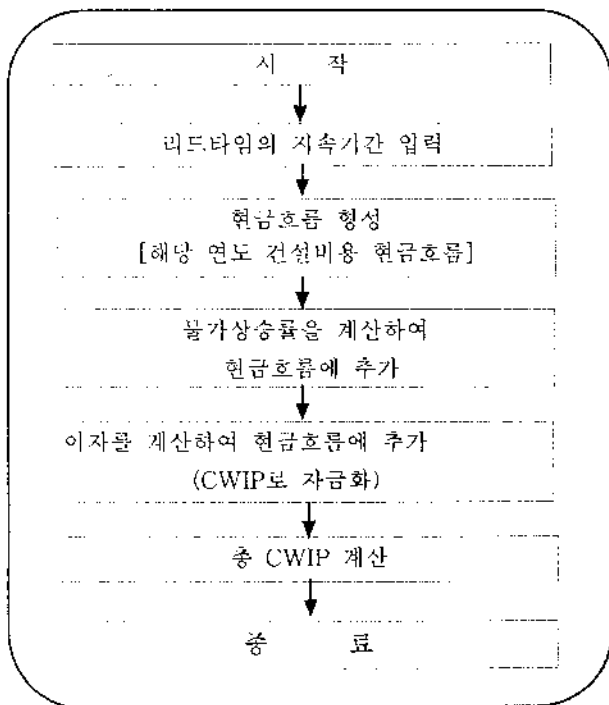 시 작
리드타임의 지속기간 입력
현금흐름 형성
[해당 연도 건설비용 현금흐름]
물가상승률을 계산하여
현금흐름에 추가
이자를 계산하여 현금흐름에 추가
(CWIP로 자금화)
총 CWIP 계산
종 료